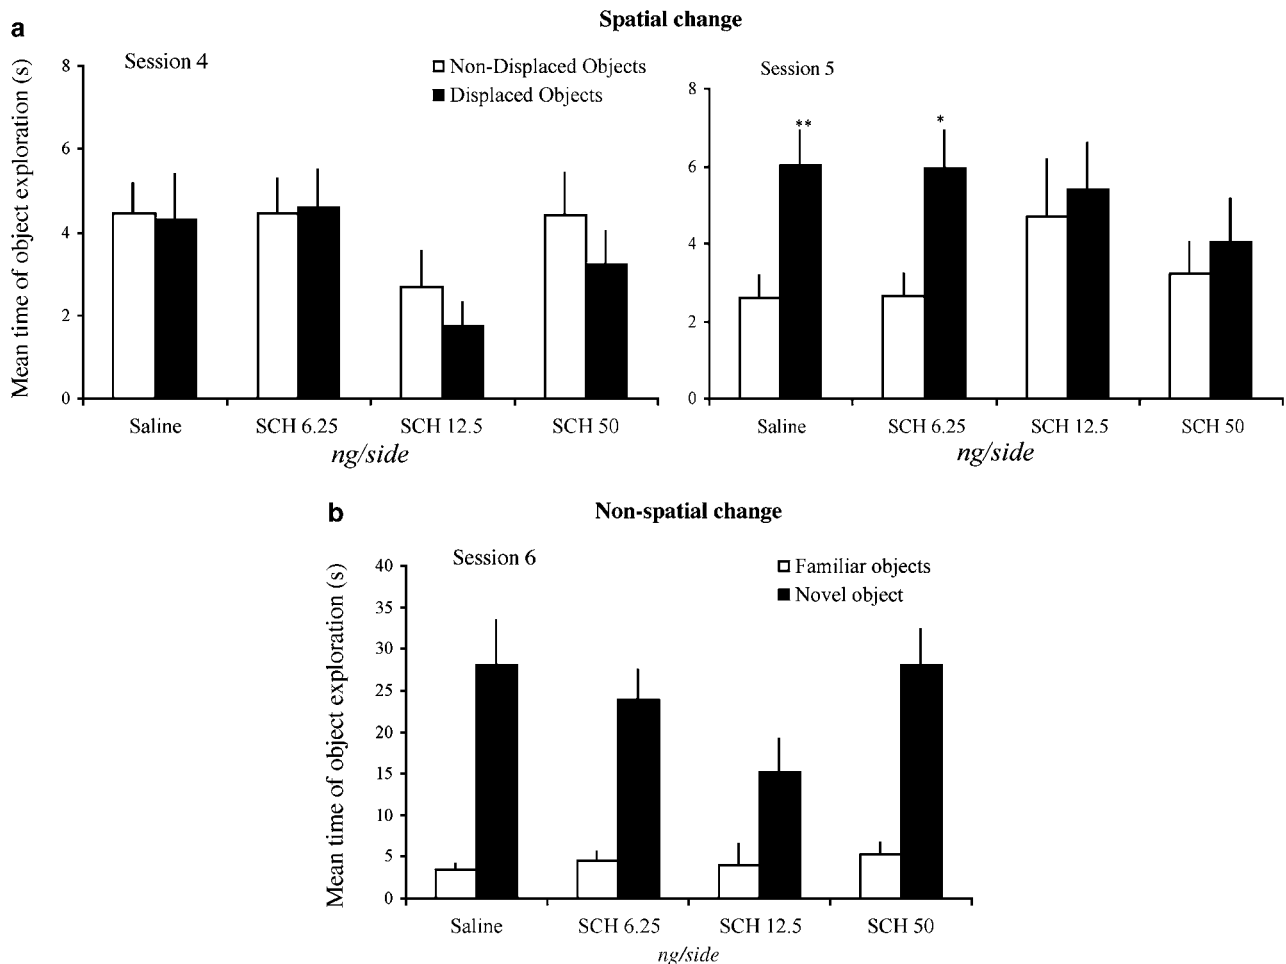 a
Spatial change
Session 4
Non-Displaced Objects
Displaced Objects
Mean time of object exploration (s)
8
6
4
2
0
Saline
SCH 6.25
SCH 12.5
SCH 50
ng/side
Session 5
8
6
4
2
0
**
*
Saline
SCH 6.25
SCH 12.5
SCH 50
ng/side
b
Non-spatial change
Session 6
Familiar objects
Novel object
Mean time of object exploration (s)
40
35
30
25
20
15
10
5
0
Saline
SCH 6.25
SCH 12.5
SCH 50
ng/side